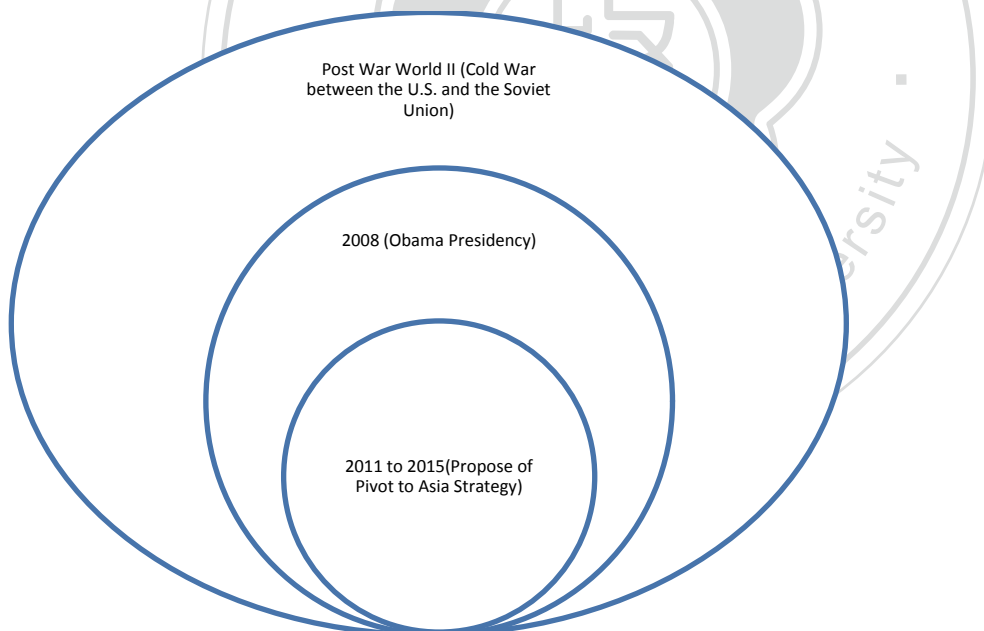 Post War World II (Cold War
between the U.S. and the Soviet
Union)
2008 (Obama Presidency)
2011 to 2015(Propose of
Pivot to Asia Strategy)
ersity